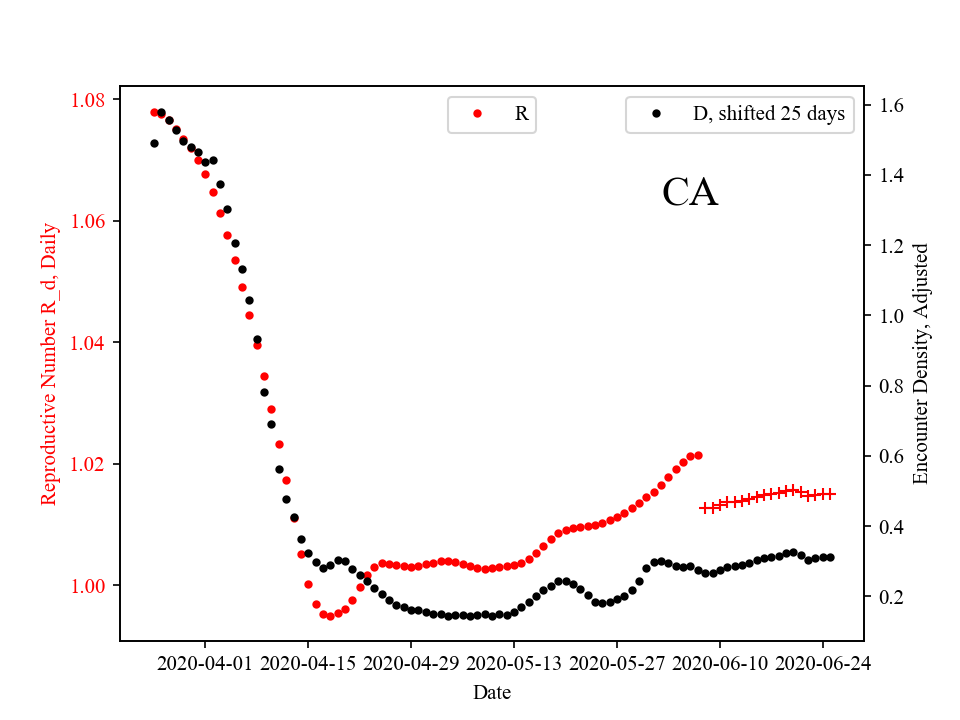 R
D, shifted 25 days
CA
1.08
1.06
1.04
1.02
1.00
Reproductive Number R_d, Daily
1.6
1.4
1.2
1.0
0.8
0.6
0.4
0.2
Encounter Density, Adjusted
2020-04-01 2020-04-15 2020-04-29 2020-05-13 2020-05-27 2020-06-10 2020-06-24
Date